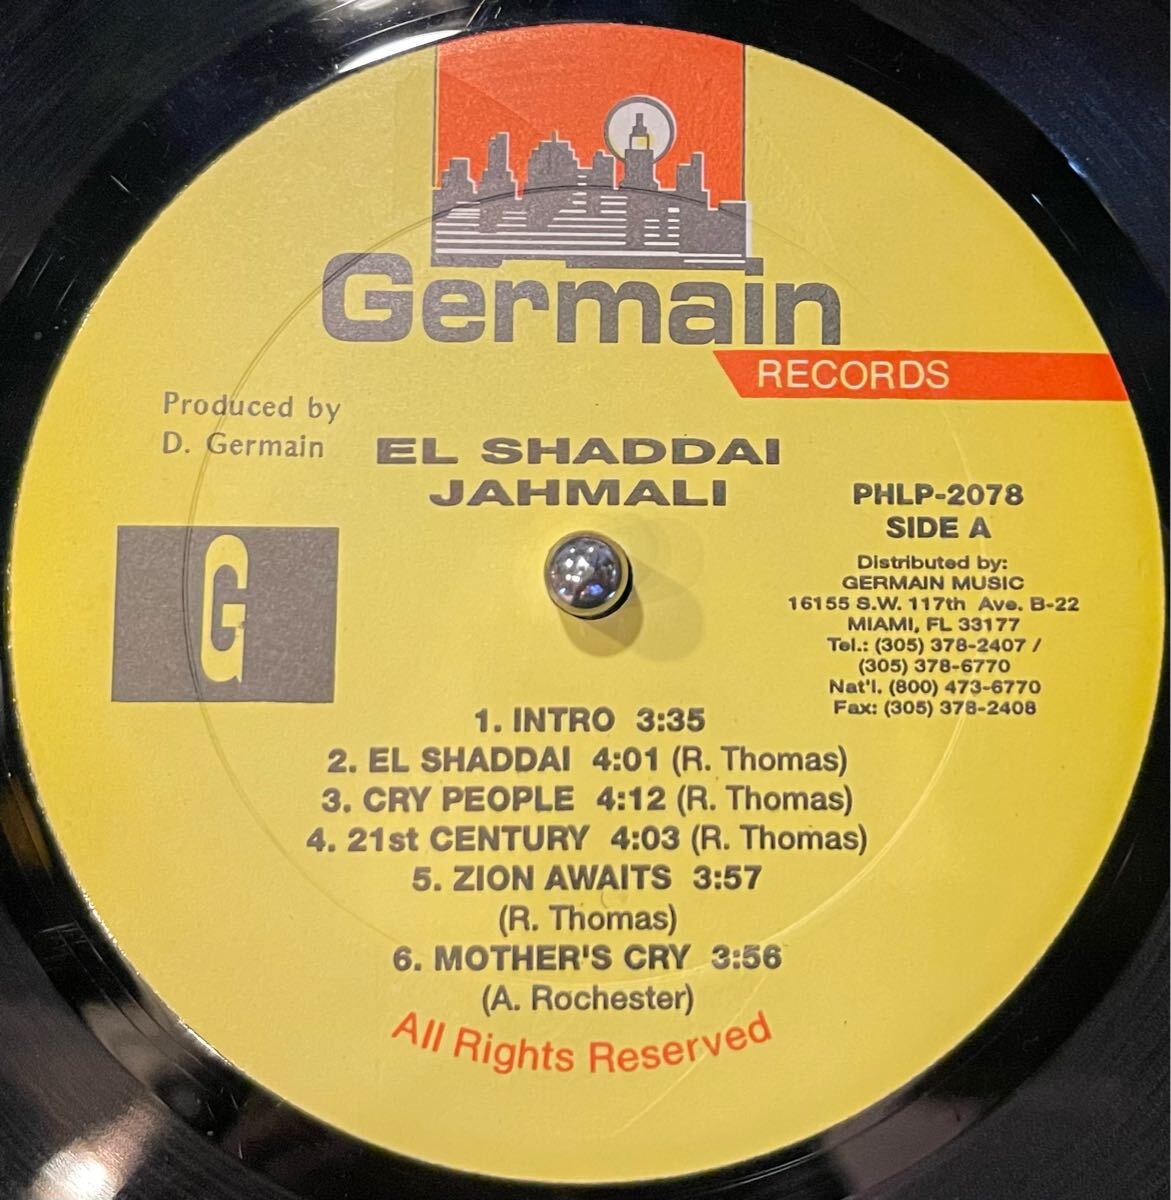 Germain
RECORDS
Produced by
D. Germain
EL SHADDAI
JAHMALI
PHLP-2078
SIDE A
Distributed by:
GERMAIN MUSIC
16155 S.W. 117th Ave. B-22
MIAMI, FL 33177
Tel.: (305) 378-2407 /
(305) 378-6770
Nat'l. (800) 473-6770
Fax: (305) 378-2408
G
1. INTRO 3:35
2. EL SHADDAI 4:01 (R. Thomas)
3. CRY PEOPLE 4:12 (R. Thomas)
4. 21st CENTURY 4:03 (R. Thomas)
5. ZION AWAITS 3:57
(R. Thomas)
6. MOTHER'S CRY 3:56
(A. Rochester)
All Rights Reserved